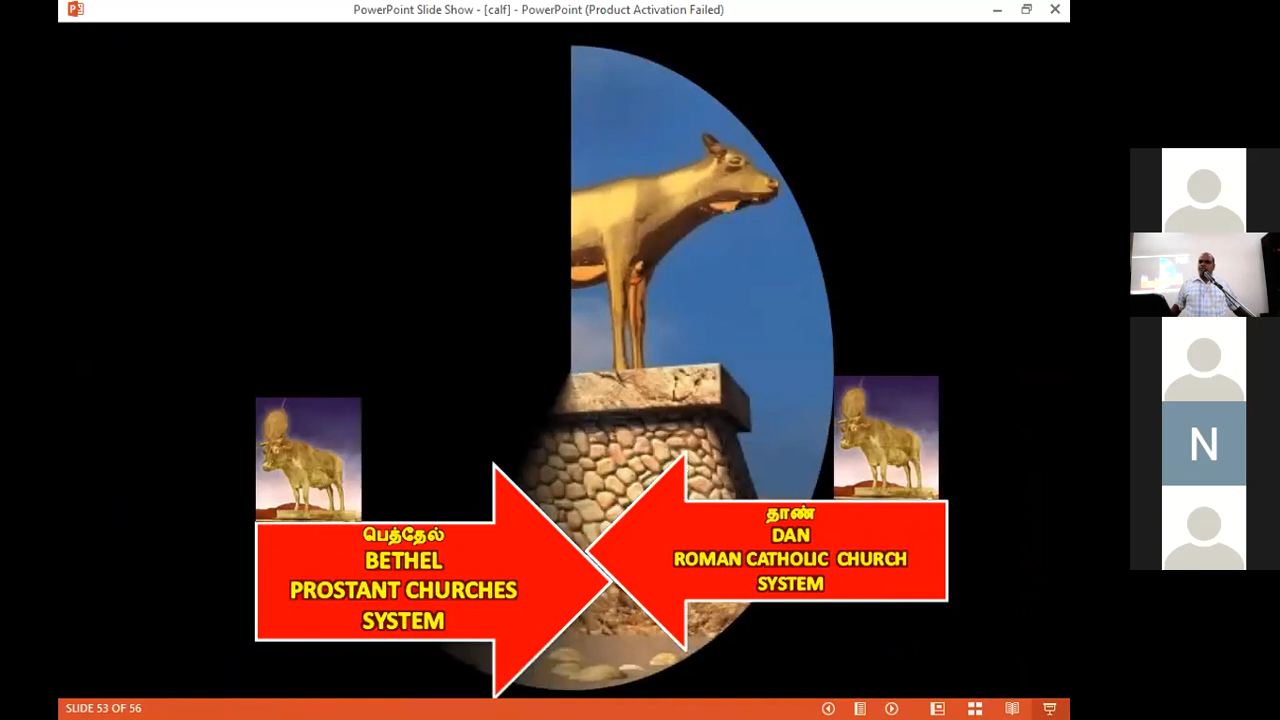 PowerPoint Slide Show - [calf] - PowerPoint (Product Activation Failed)
பெத்தேல்
BETHEL
PROSTANT CHURCHES
SYSTEM
தாண்
DAN
ROMAN CATHOLIC CHURCH
SYSTEM
N
SLIDE 53 OF 56